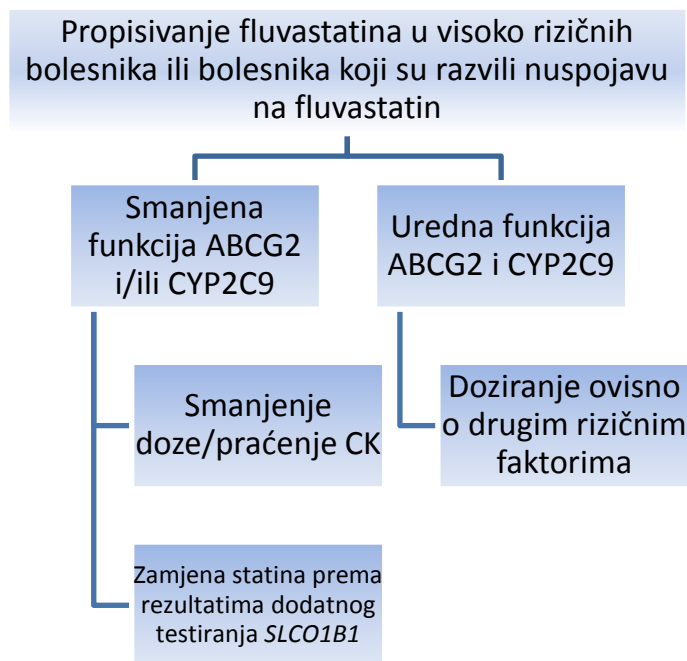 Propisivanje fluvastatina u visoko rizičnih
bolesnika ili bolesnika koji su razvili nuspojavu
na fluvastatin
Smanjena
funkcija ABCG2
i/ili CYP2C9
Uredna funkcija
ABCG2 i CYP2C9
Smanjenje
doze/praćenje CK
Doziranje ovisno
o drugim rizičnim
faktorima
Zamjena statina prema
rezultatima dodatnog
testiranja SLCO1B1